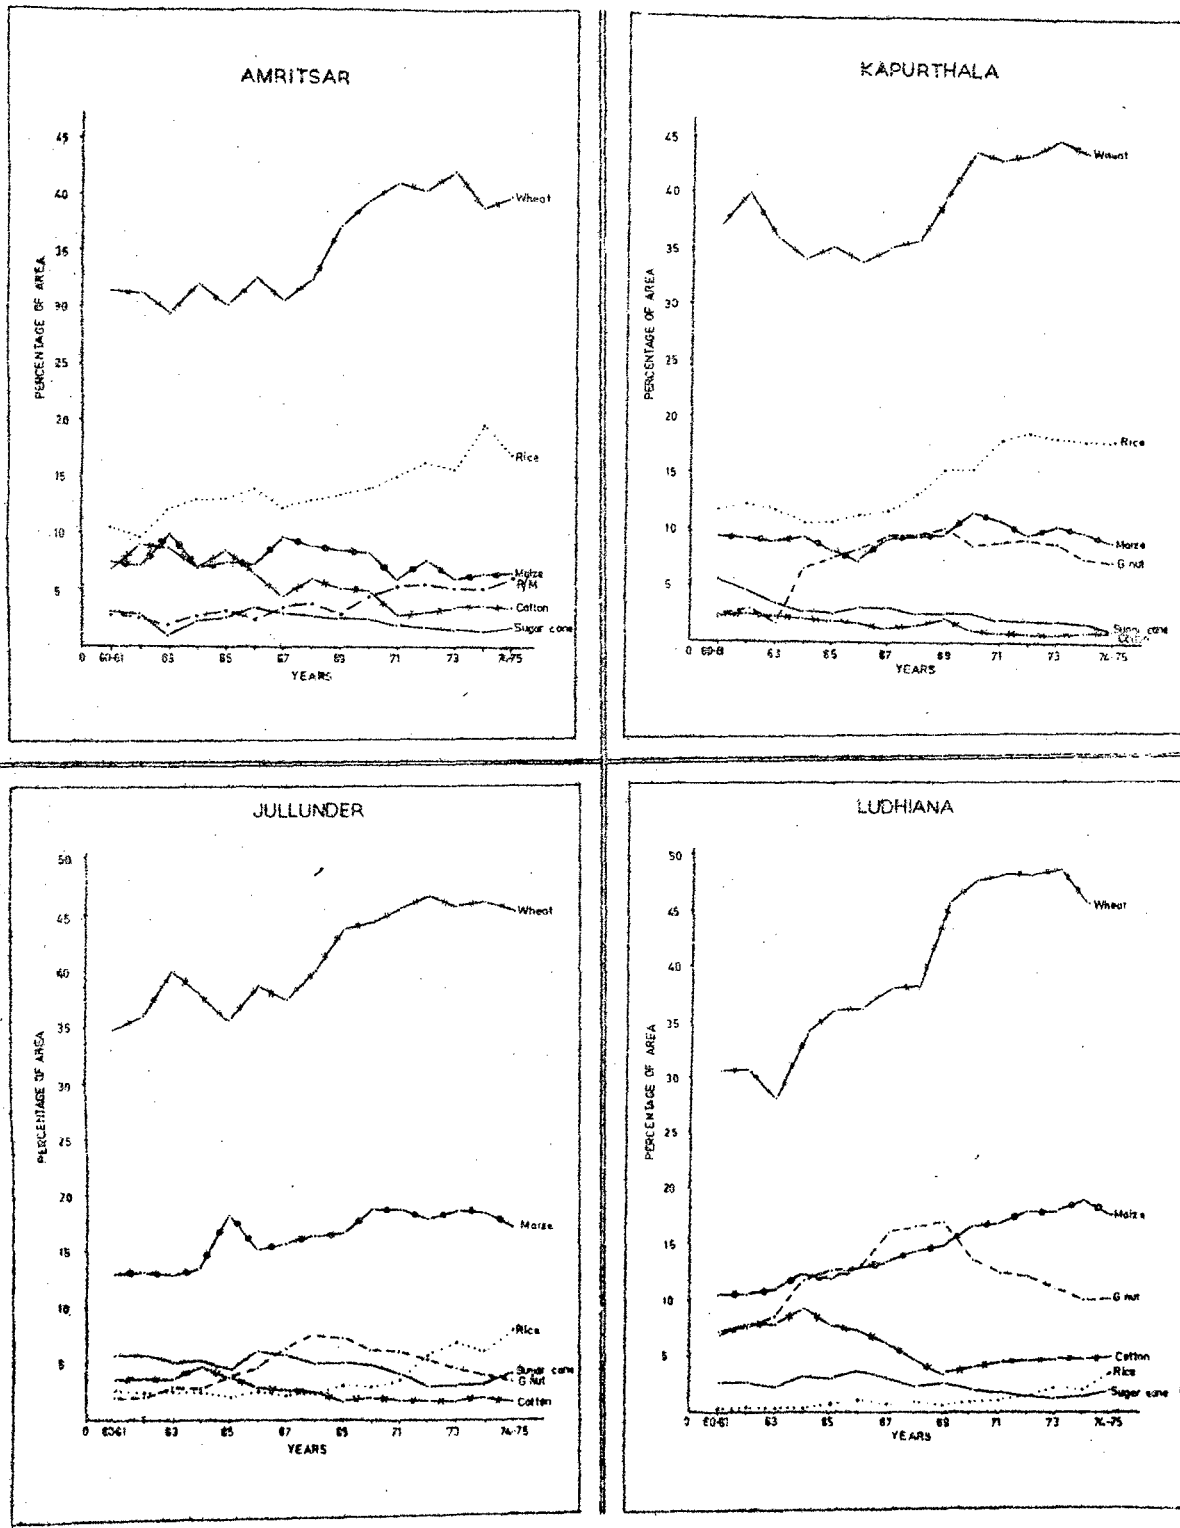 AMRITSAR
45
40
35
30
25
20
15
10
5
0 60-61 63 65 67 69 71 73 74-75
PERCENTAGE OF AREA
YEARS
Wheat
Rice
Maize
R/M
Cotton
Sugar cane
KAPURTHALA
45
40
35
30
25
20
15
10
5
0 60-61 63 65 67 69 71 73 74-75
PERCENTAGE OF AREA
YEARS
Wheat
Rice
Maize
G nut
Sugar cane
Cotton
JULLUNDER
50
45
40
35
30
25
20
15
10
5
0 60-61 63 65 67 69 71 73 74-75
PERCENTAGE OF AREA
YEARS
Wheat
Maize
Rice
Sugar cane
G nut
Cotton
LUDHIANA
50
45
40
35
30
25
20
15
10
5
0 60-61 63 65 67 69 71 73 74-75
PERCENTAGE OF AREA
YEARS
Wheat
Maize
G nut
Cotton
Rice
Sugar cane